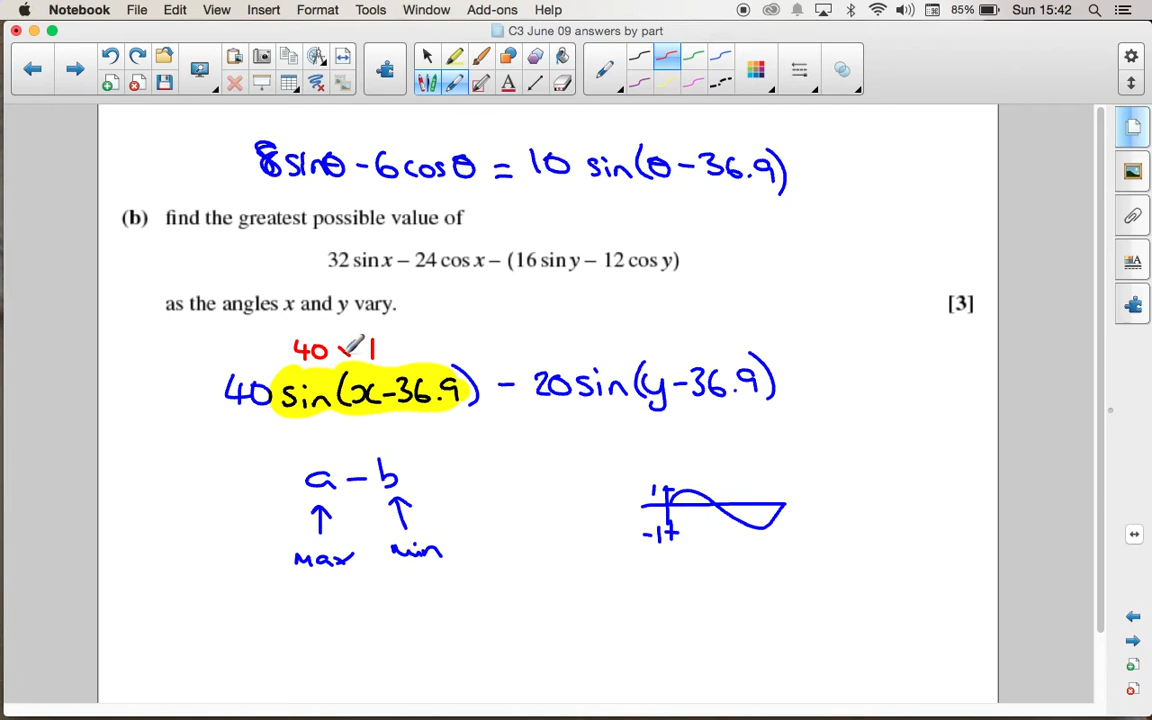 Notebook File Edit View Insert Format Tools Window Add-ons Help 85% Sun 15:42
C3 June 09 answers by part
8sinθ - 6cosθ = 10 sin(θ - 36.9)
(b) find the greatest possible value of
32 sin x – 24 cos x – (16 sin y – 12 cos y)
as the angles x and y vary. [3]
40 × 1
40 sin(x-36.9) - 20sin(y-36.9)
a - b
1
-1
max min